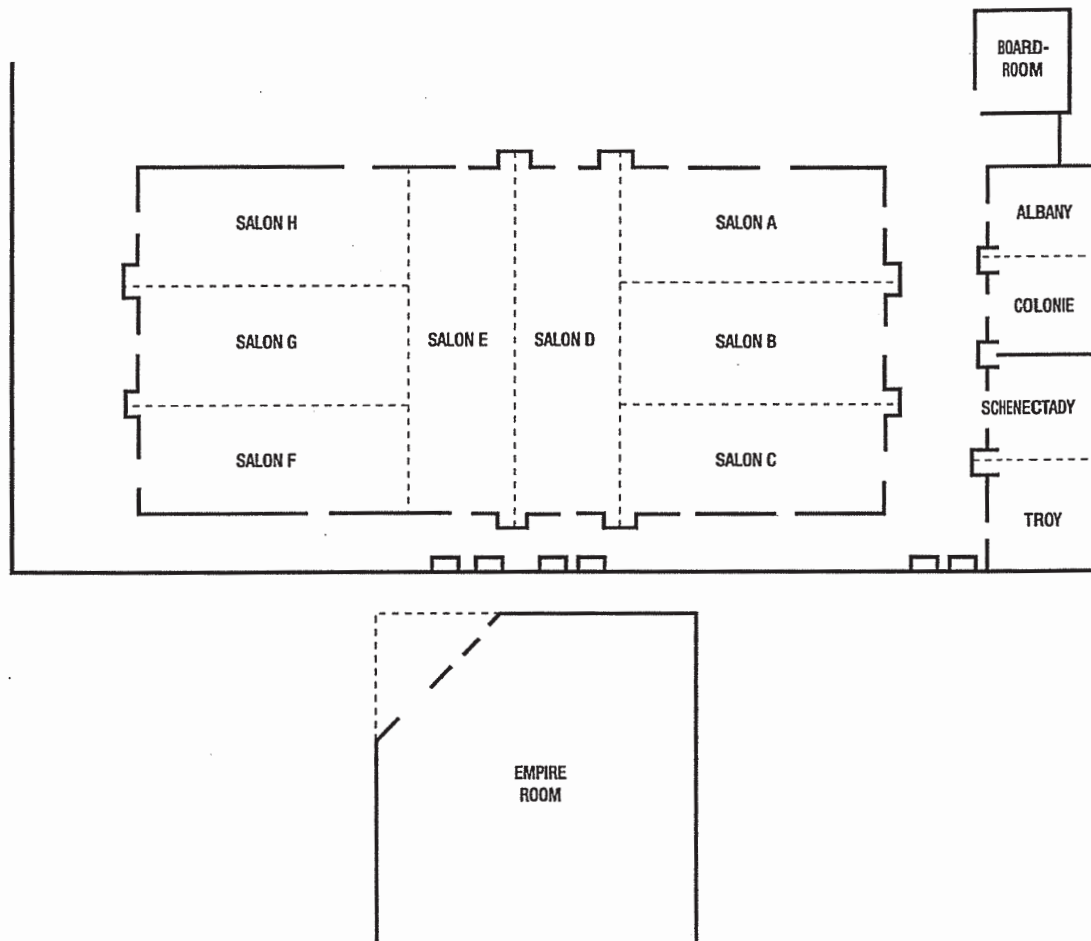 BOARD-
ROOM
SALON H
SALON A
ALBANY
SALON G
SALON E
SALON D
SALON B
COLONIE
SALON F
SALON C
SCHENECTADY
TROY
EMPIRE
ROOM